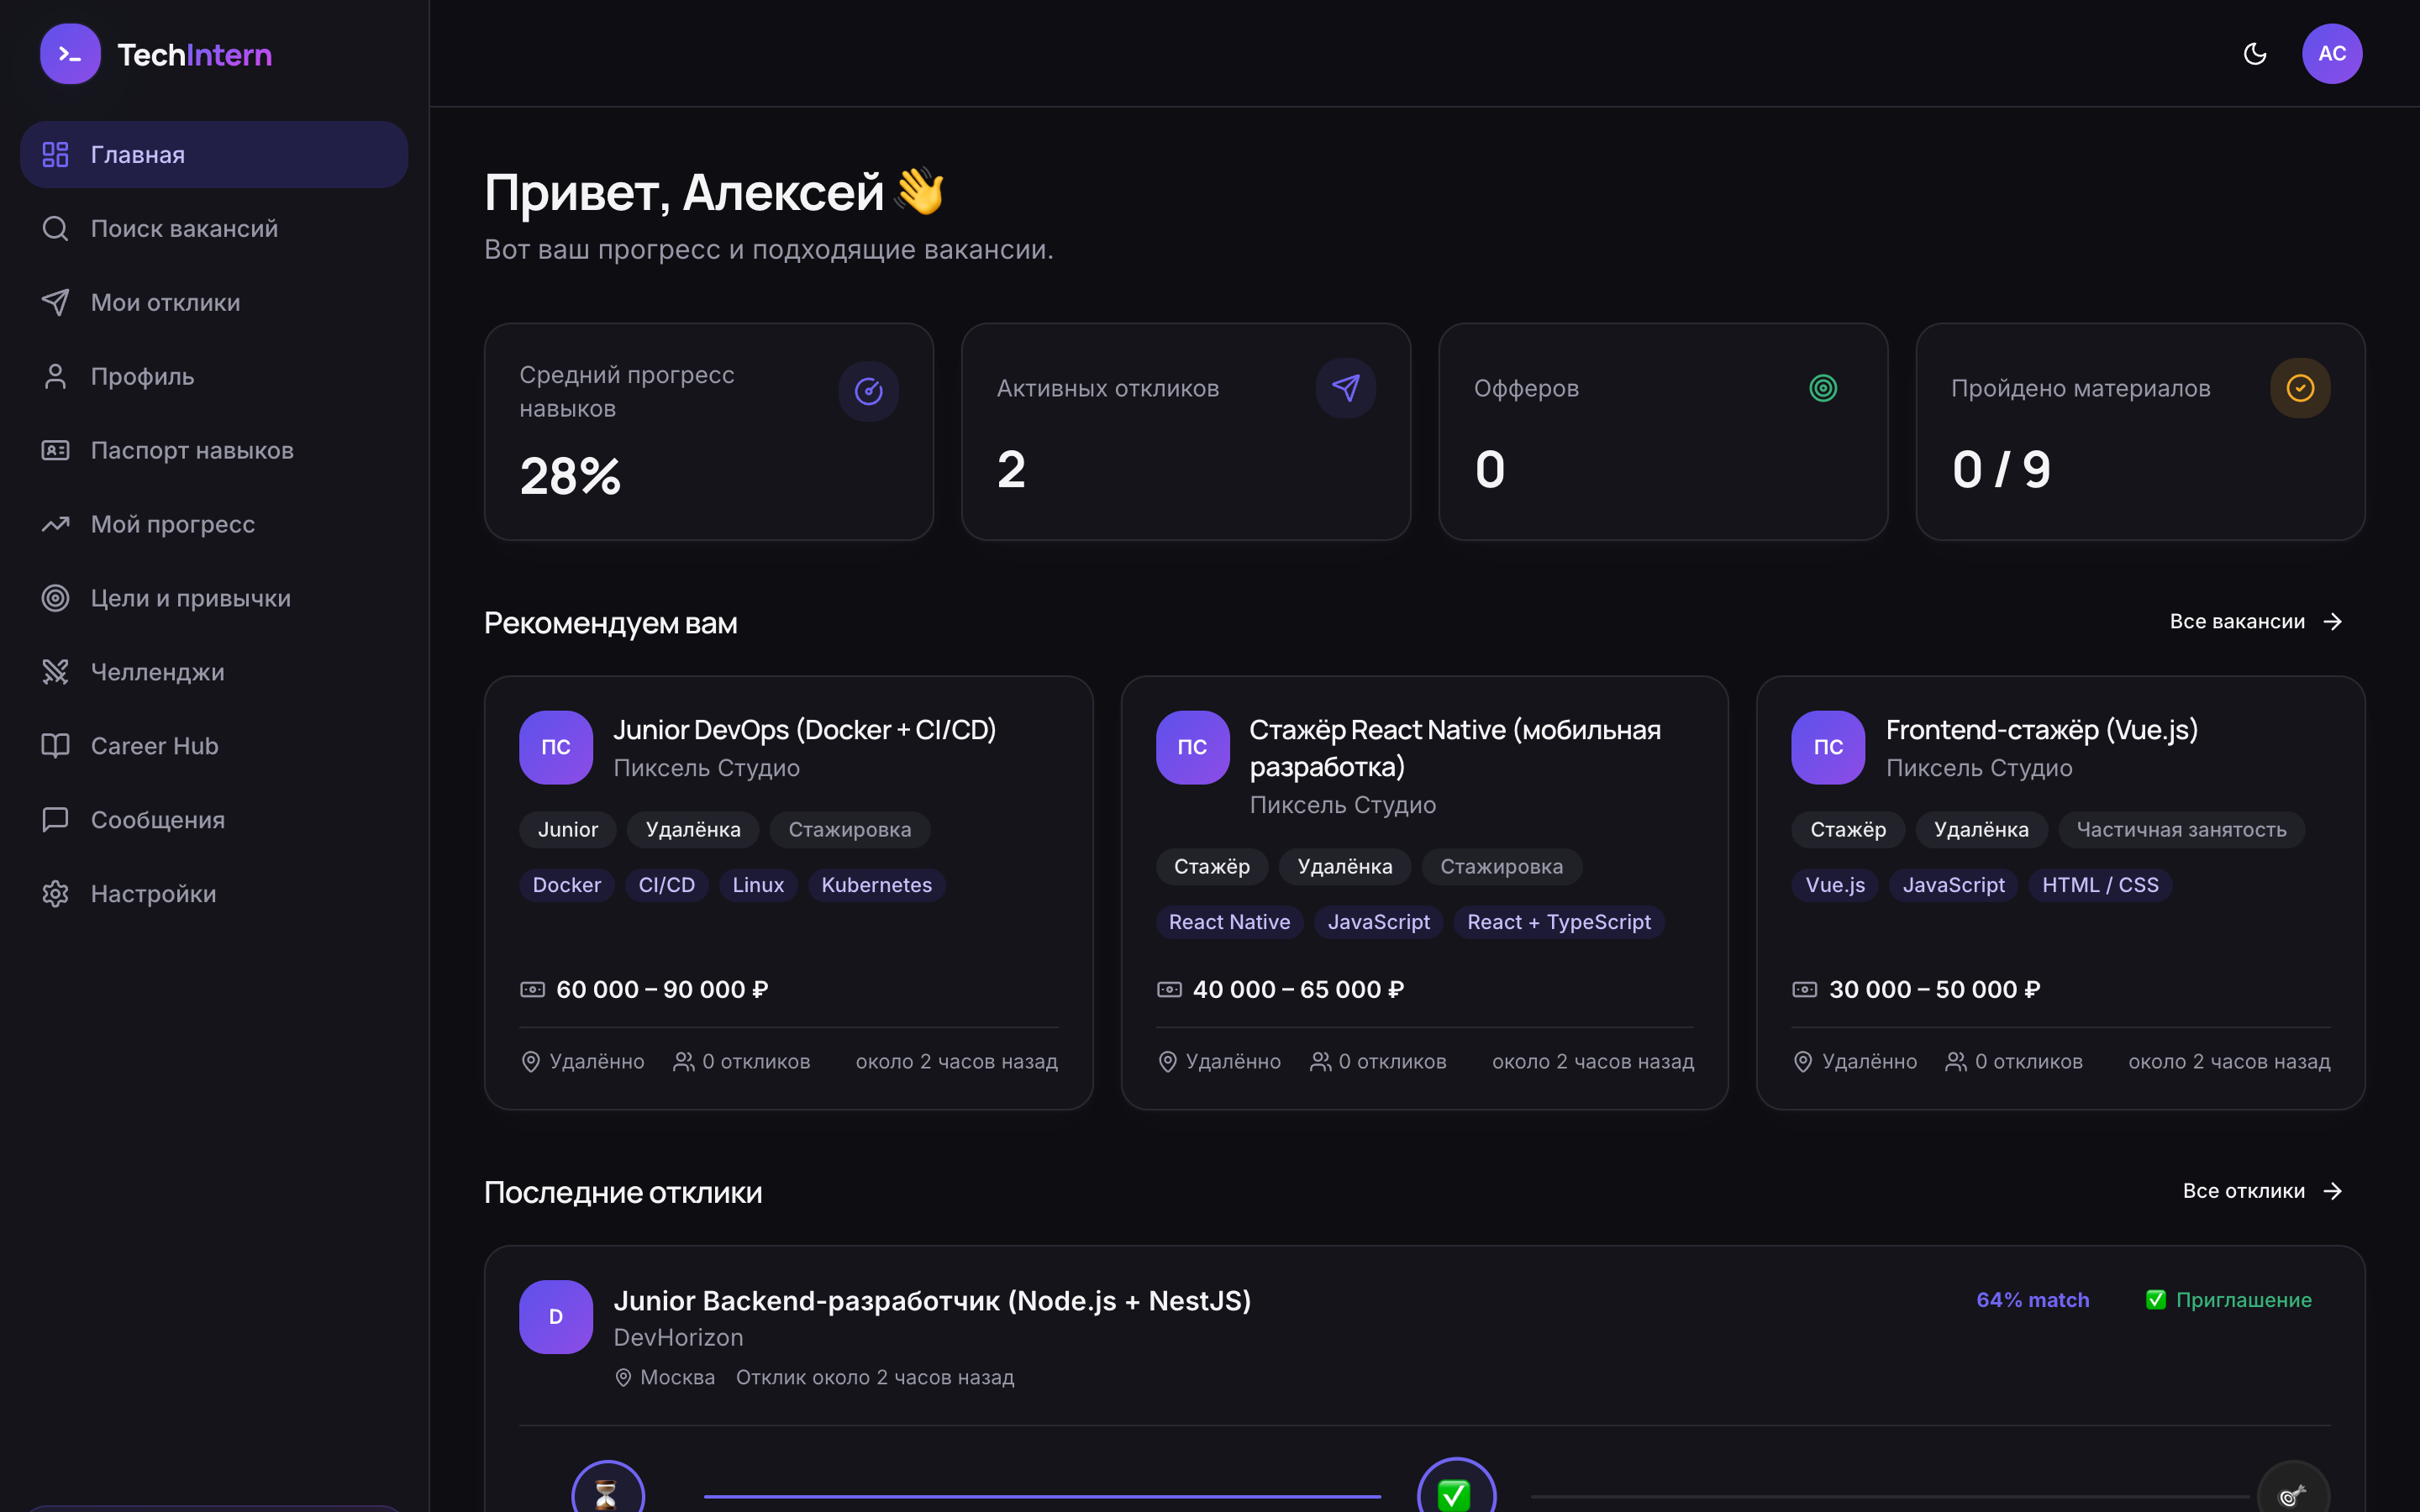 TechIntern
АС
Главная
Поиск вакансий
Мои отклики
Профиль
Паспорт навыков
Мой прогресс
Цели и привычки
Челленджи
Career Hub
Сообщения
Настройки
Привет, Алексей 👋
Вот ваш прогресс и подходящие вакансии.
Средний прогресс
навыков
28%
Активных откликов
2
Офферов
0
Пройдено материалов
0 / 9
Рекомендуем вам
Все вакансии →
ПС
Junior DevOps (Docker + CI/CD)
Пиксель Студио
Junior Удалёнка Стажировка
Docker CI/CD Linux Kubernetes
60 000 – 90 000 ₽
Удалённо 0 откликов около 2 часов назад
ПС
Стажёр React Native (мобильная
разработка)
Пиксель Студио
Стажёр Удалёнка Стажировка
React Native JavaScript React + TypeScript
40 000 – 65 000 ₽
Удалённо 0 откликов около 2 часов назад
ПС
Frontend-стажёр (Vue.js)
Пиксель Студио
Стажёр Удалёнка Частичная занятость
Vue.js JavaScript HTML / CSS
30 000 – 50 000 ₽
Удалённо 0 откликов около 2 часов назад
Последние отклики
Все отклики →
D
Junior Backend-разработчик (Node.js + NestJS)
DevHorizon
Москва Отклик около 2 часов назад
64% match
✅ Приглашение